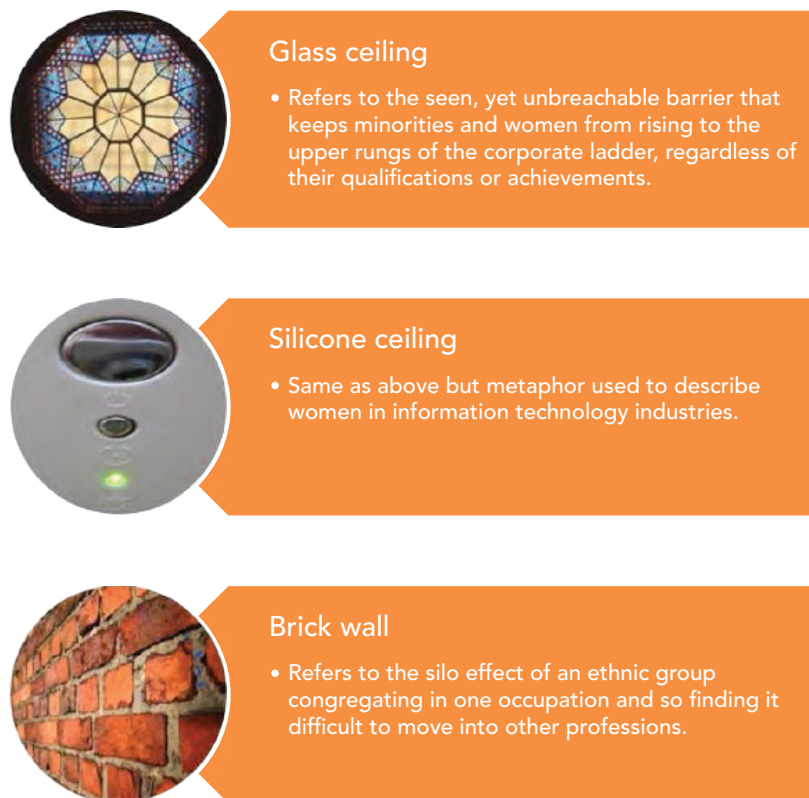 Glass ceiling
• Refers to the seen, yet unbreachable barrier that
keeps minorities and women from rising to the
upper rungs of the corporate ladder, regardless of
their qualifications or achievements.
Silicone ceiling
• Same as above but metaphor used to describe
women in information technology industries.
Brick wall
• Refers to the silo effect of an ethnic group
congregating in one occupation and so finding it
difficult to move into other professions.